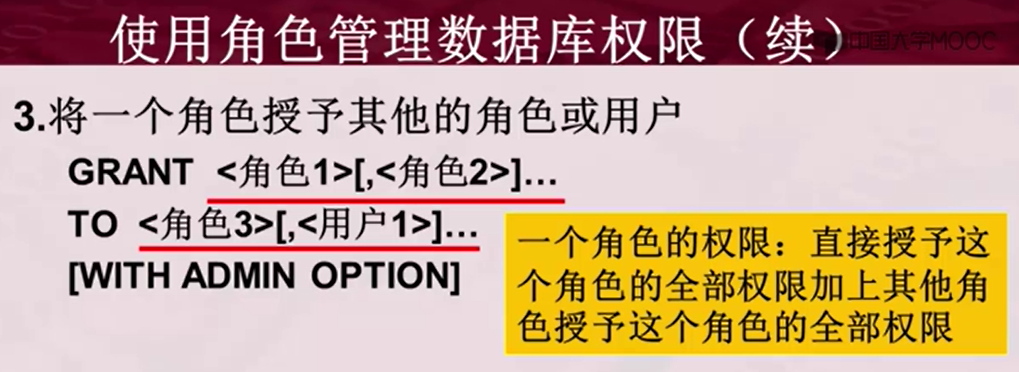 使用角色管理数据库权限（续）
中国大学MOOC
3.将一个角色授予其他的角色或用户
GRANT <角色1>[,<角色2>]…
TO <角色3>[,<用户1>]…
[WITH ADMIN OPTION]
一个角色的权限：直接授予这
个角色的全部权限加上其他角
色授予这个角色的全部权限